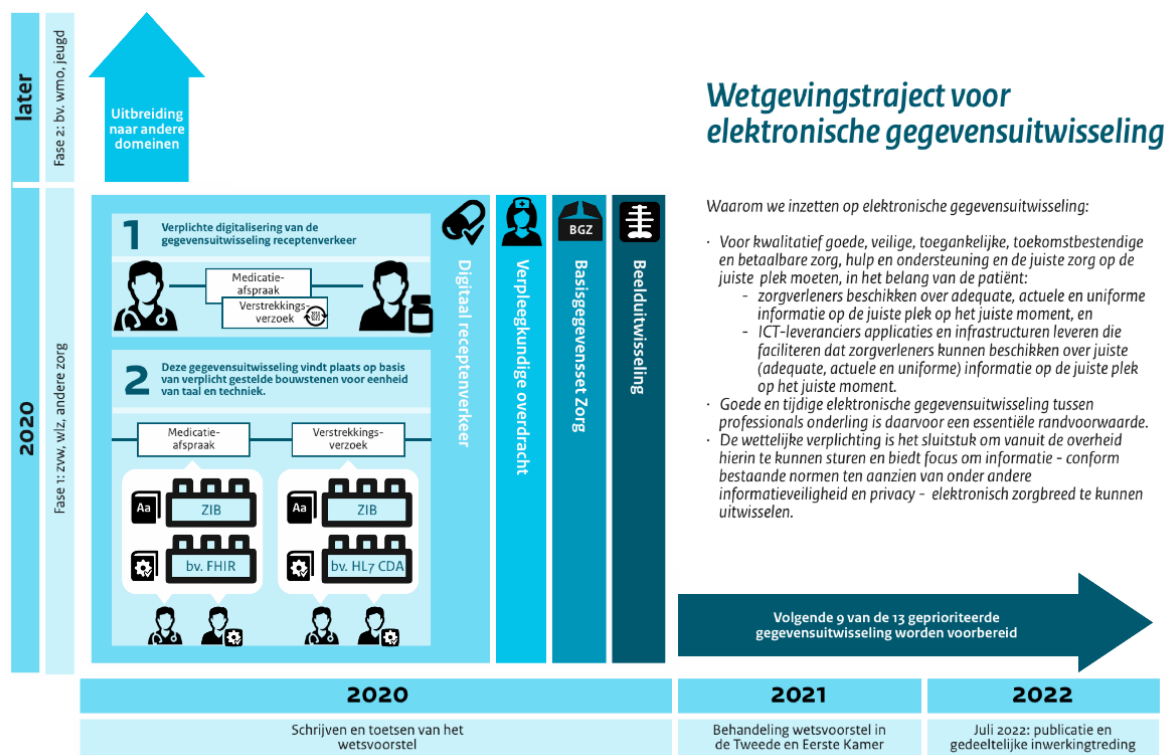 later
Fase 2: bv. wmo, jeugd
Uitbreiding
naar andere
domeinen
Wetgevingstraject voor
elektronische gegevensuitwisseling
2020
Fase 1: zvw, wlz, andere zorg
1
Verplichte digitalisering van de
gegevensuitwisseling receptenverkeer
Medicatie-
afspraak
Verstrekkings-
verzoek
2
Deze gegevensuitwisseling vindt plaats op basis
van verplicht gestelde bouwstenen voor eenheid
van taal en techniek.
Medicatie-
afspraak
Verstrekkings-
verzoek
Aa
ZIB
Aa
ZIB
bv. FHIR
bv. HL7 CDA
Digitaal receptenverkeer
Verpleegkundige overdracht
BGZ
Basisgegevensset Zorg
Beelduitwisseling
Waarom we inzetten op elektronische gegevensuitwisseling:
· Voor kwalitatief goede, veilige, toegankelijke, toekomstbestendige
en betaalbare zorg, hulp en ondersteuning en de juiste zorg op de
juiste plek moeten, in het belang van de patiënt:
- zorgverleners beschikken over adequate, actuele en uniforme
informatie op de juiste plek op het juiste moment, en
- ICT-leveranciers applicaties en infrastructuren leveren die
faciliteren dat zorgverleners kunnen beschikken over juiste
(adequate, actuele en uniforme) informatie op de juiste plek
op het juiste moment.
· Goede en tijdige elektronische gegevensuitwisseling tussen
professionals onderling is daarvoor een essentiële randvoorwaarde.
· De wettelijke verplichting is het sluitstuk om vanuit de overheid
hierin te kunnen sturen en biedt focus om informatie - conform
bestaande normen ten aanzien van onder andere
informatieveiligheid en privacy - elektronisch zorgbreed te kunnen
uitwisselen.
Volgende 9 van de 13 geprioriteerde
gegevensuitwisseling worden voorbereid
2020
Schrijven en toetsen van het
wetsvoorstel
2021
Behandeling wetsvoorstel in
de Tweede en Eerste Kamer
2022
Juli 2022: publicatie en
gedeeltelijke inwerkingtreding